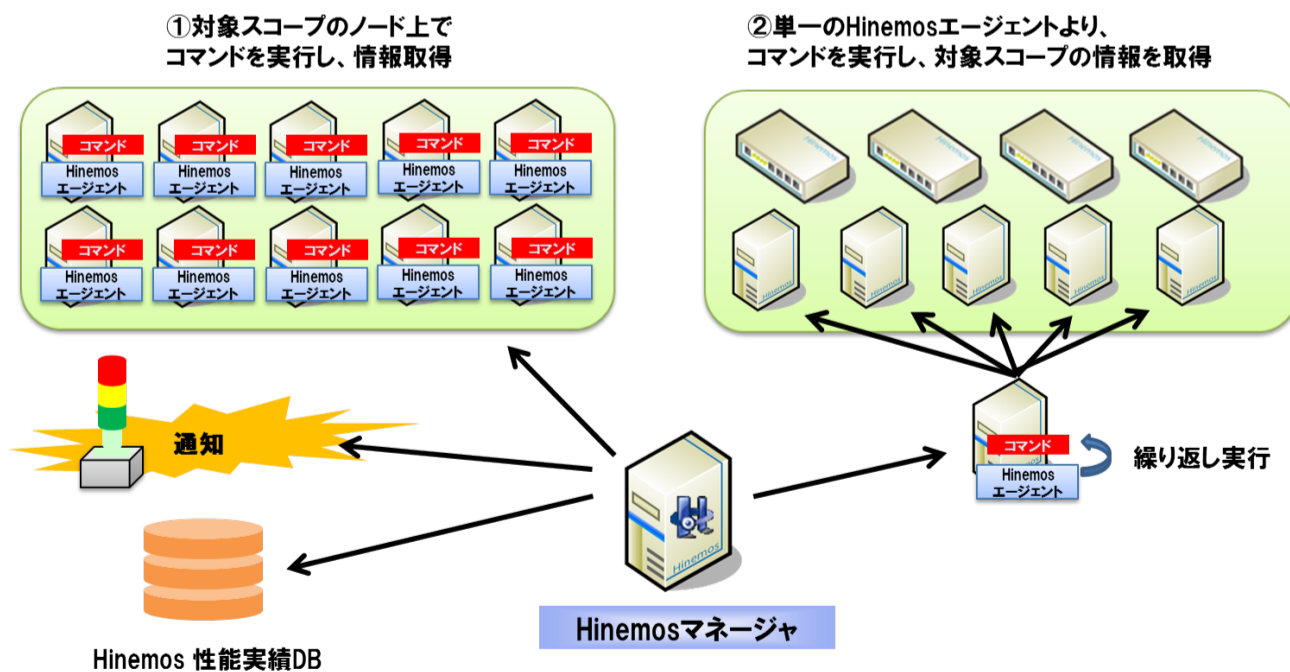 ①対象スコープのノード上で
コマンドを実行し、情報取得
②単一のHinemosエージェントより、
コマンドを実行し、対象スコープの情報を取得
コマンド
Hinemos
エージェント
コマンド
Hinemos
エージェント
コマンド
Hinemos
エージェント
コマンド
Hinemos
エージェント
コマンド
Hinemos
エージェント
コマンド
Hinemos
エージェント
コマンド
Hinemos
エージェント
コマンド
Hinemos
エージェント
コマンド
Hinemos
エージェント
コマンド
Hinemos
エージェント
Hinemos
Hinemos
Hinemos
Hinemos
Hinemos
Hinemos
Hinemos
Hinemos
Hinemos
通知
コマンド
Hinemos
エージェント
繰り返し実行
Hinemos
Hinemosマネージャ
Hinemos 性能実績DB